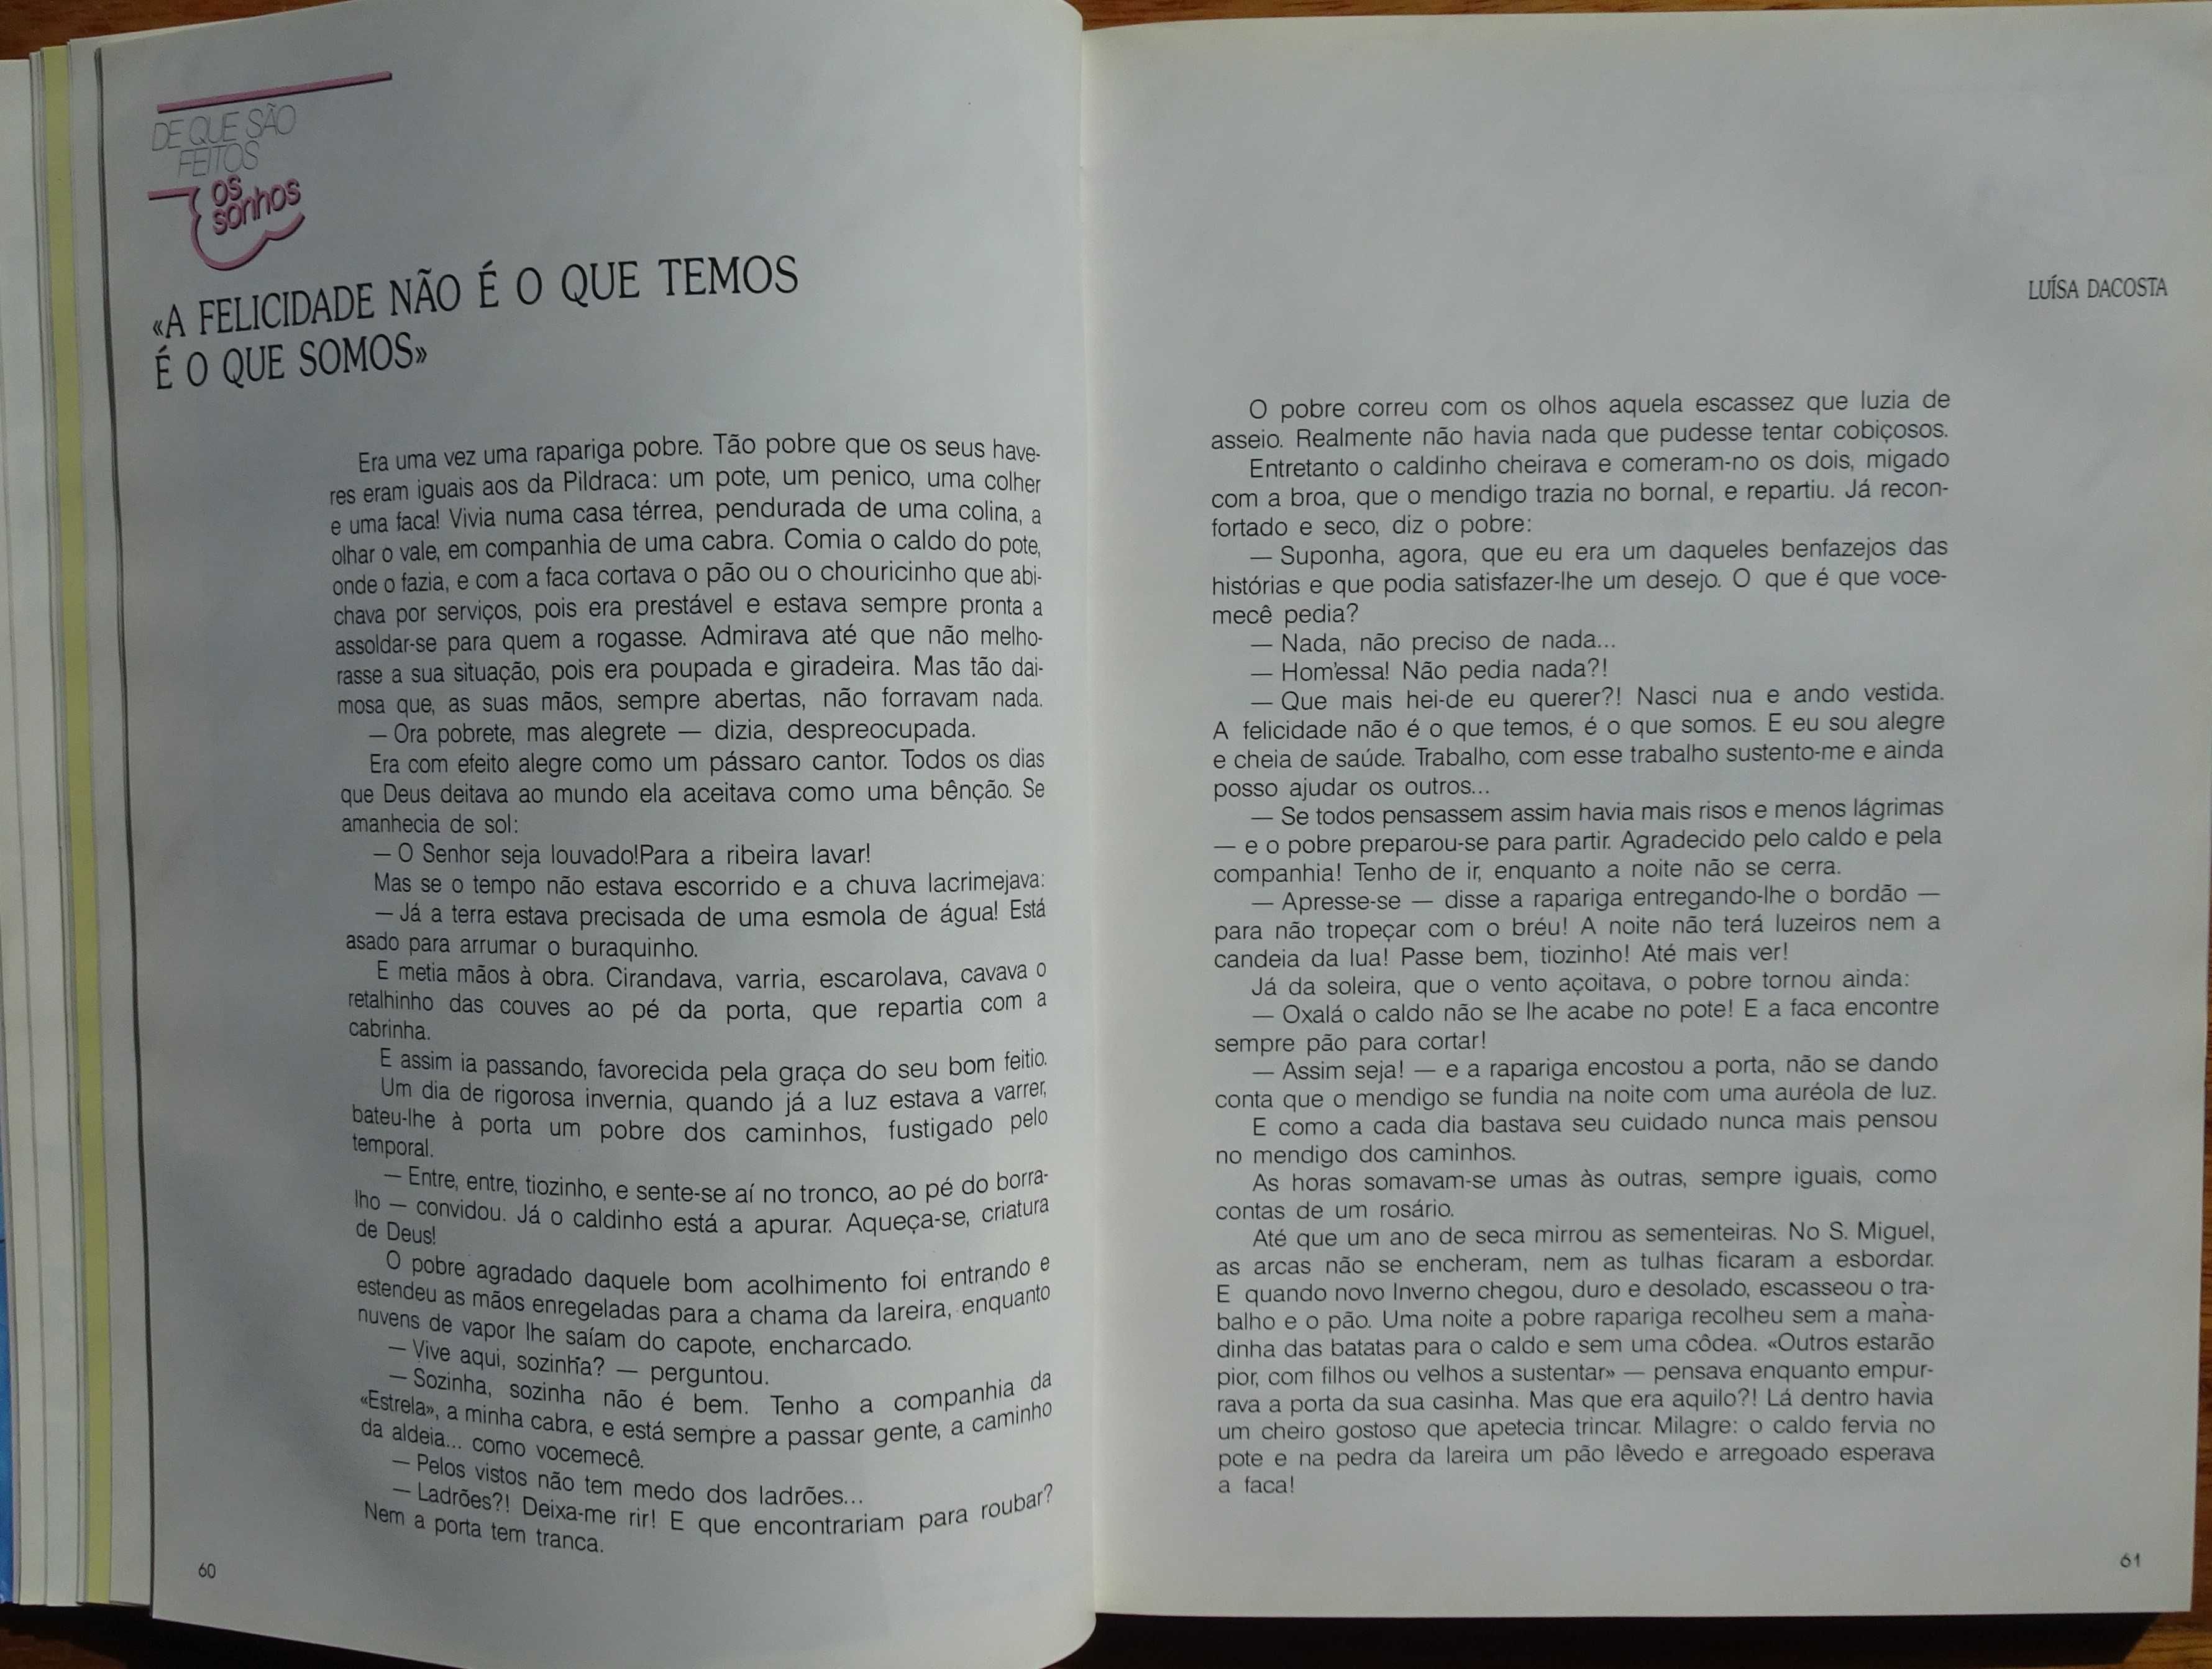 DE QUE SÃO
FEITOS
os
sonhos
«A FELICIDADE NÃO É O QUE TEMOS
É O QUE SOMOS»
Era uma vez uma rapariga pobre. Tão pobre que os seus have-
res eram iguais aos da Pildraca: um pote, um penico, uma colher
e uma faca! Vivia numa casa térrea, pendurada de uma colina, a
olhar o vale, em companhia de uma cabra. Comia o caldo do pote,
onde o fazia, e com a faca cortava o pão ou o chouricinho que abi-
chava por serviços, pois era prestável e estava sempre pronta a
assoldar-se para quem a rogasse. Admirava até que não melho-
rasse a sua situação, pois era poupada e giradeira. Mas tão dai-
mosa que, as suas mãos, sempre abertas, não forravam nada.
— Ora pobrete, mas alegrete — dizia, despreocupada.
Era com efeito alegre como um pássaro cantor. Todos os dias
que Deus deitava ao mundo ela aceitava como uma bênção. Se
amanhecia de sol:
— O Senhor seja louvado!Para a ribeira lavar!
Mas se o tempo não estava escorrido e a chuva lacrimejava:
— Já a terra estava precisada de uma esmola de água! Está
asado para arrumar o buraquinho.
E metia mãos à obra. Cirandava, varria, escarolava, cavava o
retalhinho das couves ao pé da porta, que repartia com a
cabrinha.
E assim ia passando, favorecida pela graça do seu bom feitio.
Um dia de rigorosa invernia, quando já a luz estava a varrer,
bateu-lhe à porta um pobre dos caminhos, fustigado pelo
temporal.
— Entre, entre, tiozinho, e sente-se aí no tronco, ao pé do borra-
lho — convidou. Já o caldinho está a apurar. Aqueça-se, criatura
de Deus!
O pobre agradado daquele bom acolhimento foi entrando e
estendeu as mãos enregeladas para a chama da lareira, enquanto
nuvens de vapor lhe saíam do capote, encharcado.
— Vive aqui, sozinha? — perguntou.
— Sozinha, sozinha não é bem. Tenho a companhia da
«Estrela», a minha cabra, e está sempre a passar gente, a caminho
da aldeia... como vocemecê.
— Pelos vistos não tem medo dos ladrões...
— Ladrões?! Deixa-me rir! E que encontrariam para roubar?
Nem a porta tem tranca.
60
LUÍSA DACOSTA
O pobre correu com os olhos aquela escassez que luzia de
asseio. Realmente não havia nada que pudesse tentar cobiçosos.
Entretanto o caldinho cheirava e comeram-no os dois, migado
com a broa, que o mendigo trazia no bornal, e repartiu. Já recon-
fortado e seco, diz o pobre:
— Suponha, agora, que eu era um daqueles benfazejos das
histórias e que podia satisfazer-lhe um desejo. O que é que voce-
mecê pedia?
— Nada, não preciso de nada...
— Hom'essa! Não pedia nada?!
— Que mais hei-de eu querer?! Nasci nua e ando vestida.
A felicidade não é o que temos, é o que somos. E eu sou alegre
e cheia de saúde. Trabalho, com esse trabalho sustento-me e ainda
posso ajudar os outros...
— Se todos pensassem assim havia mais risos e menos lágrimas
— e o pobre preparou-se para partir. Agradecido pelo caldo e pela
companhia! Tenho de ir, enquanto a noite não se cerra.
— Apresse-se — disse a rapariga entregando-lhe o bordão —
para não tropeçar com o bréu! A noite não terá luzeiros nem a
candeia da lua! Passe bem, tiozinho! Até mais ver!
Já da soleira, que o vento açoitava, o pobre tornou ainda:
— Oxalá o caldo não se lhe acabe no pote! E a faca encontre
sempre pão para cortar!
— Assim seja! — e a rapariga encostou a porta, não se dando
conta que o mendigo se fundia na noite com uma auréola de luz.
E como a cada dia bastava seu cuidado nunca mais pensou
no mendigo dos caminhos.
As horas somavam-se umas às outras, sempre iguais, como
contas de um rosário.
Até que um ano de seca mirrou as sementeiras. No S. Miguel,
as arcas não se encheram, nem as tulhas ficaram a esbordar.
E quando novo Inverno chegou, duro e desolado, escasseou o tra-
balho e o pão. Uma noite a pobre rapariga recolheu sem a maña-
dinha das batatas para o caldo e sem uma côdea. «Outros estarão
pior, com filhos ou velhos a sustentar» — pensava enquanto empur-
rava a porta da sua casinha. Mas que era aquilo?! Lá dentro havia
um cheiro gostoso que apetecia trincar. Milagre: o caldo fervia no
pote e na pedra da lareira um pão lêvedo e arregoado esperava
a faca!
61